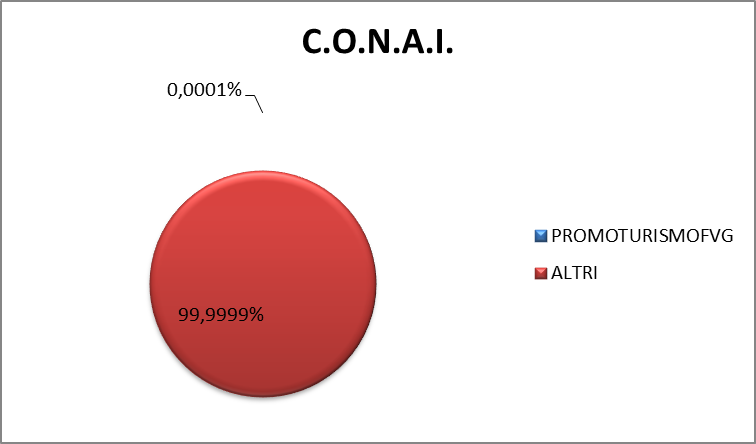 C.O.N.A.I.
0,0001%
99,9999%
PROMOTURISMOFVG
ALTRI